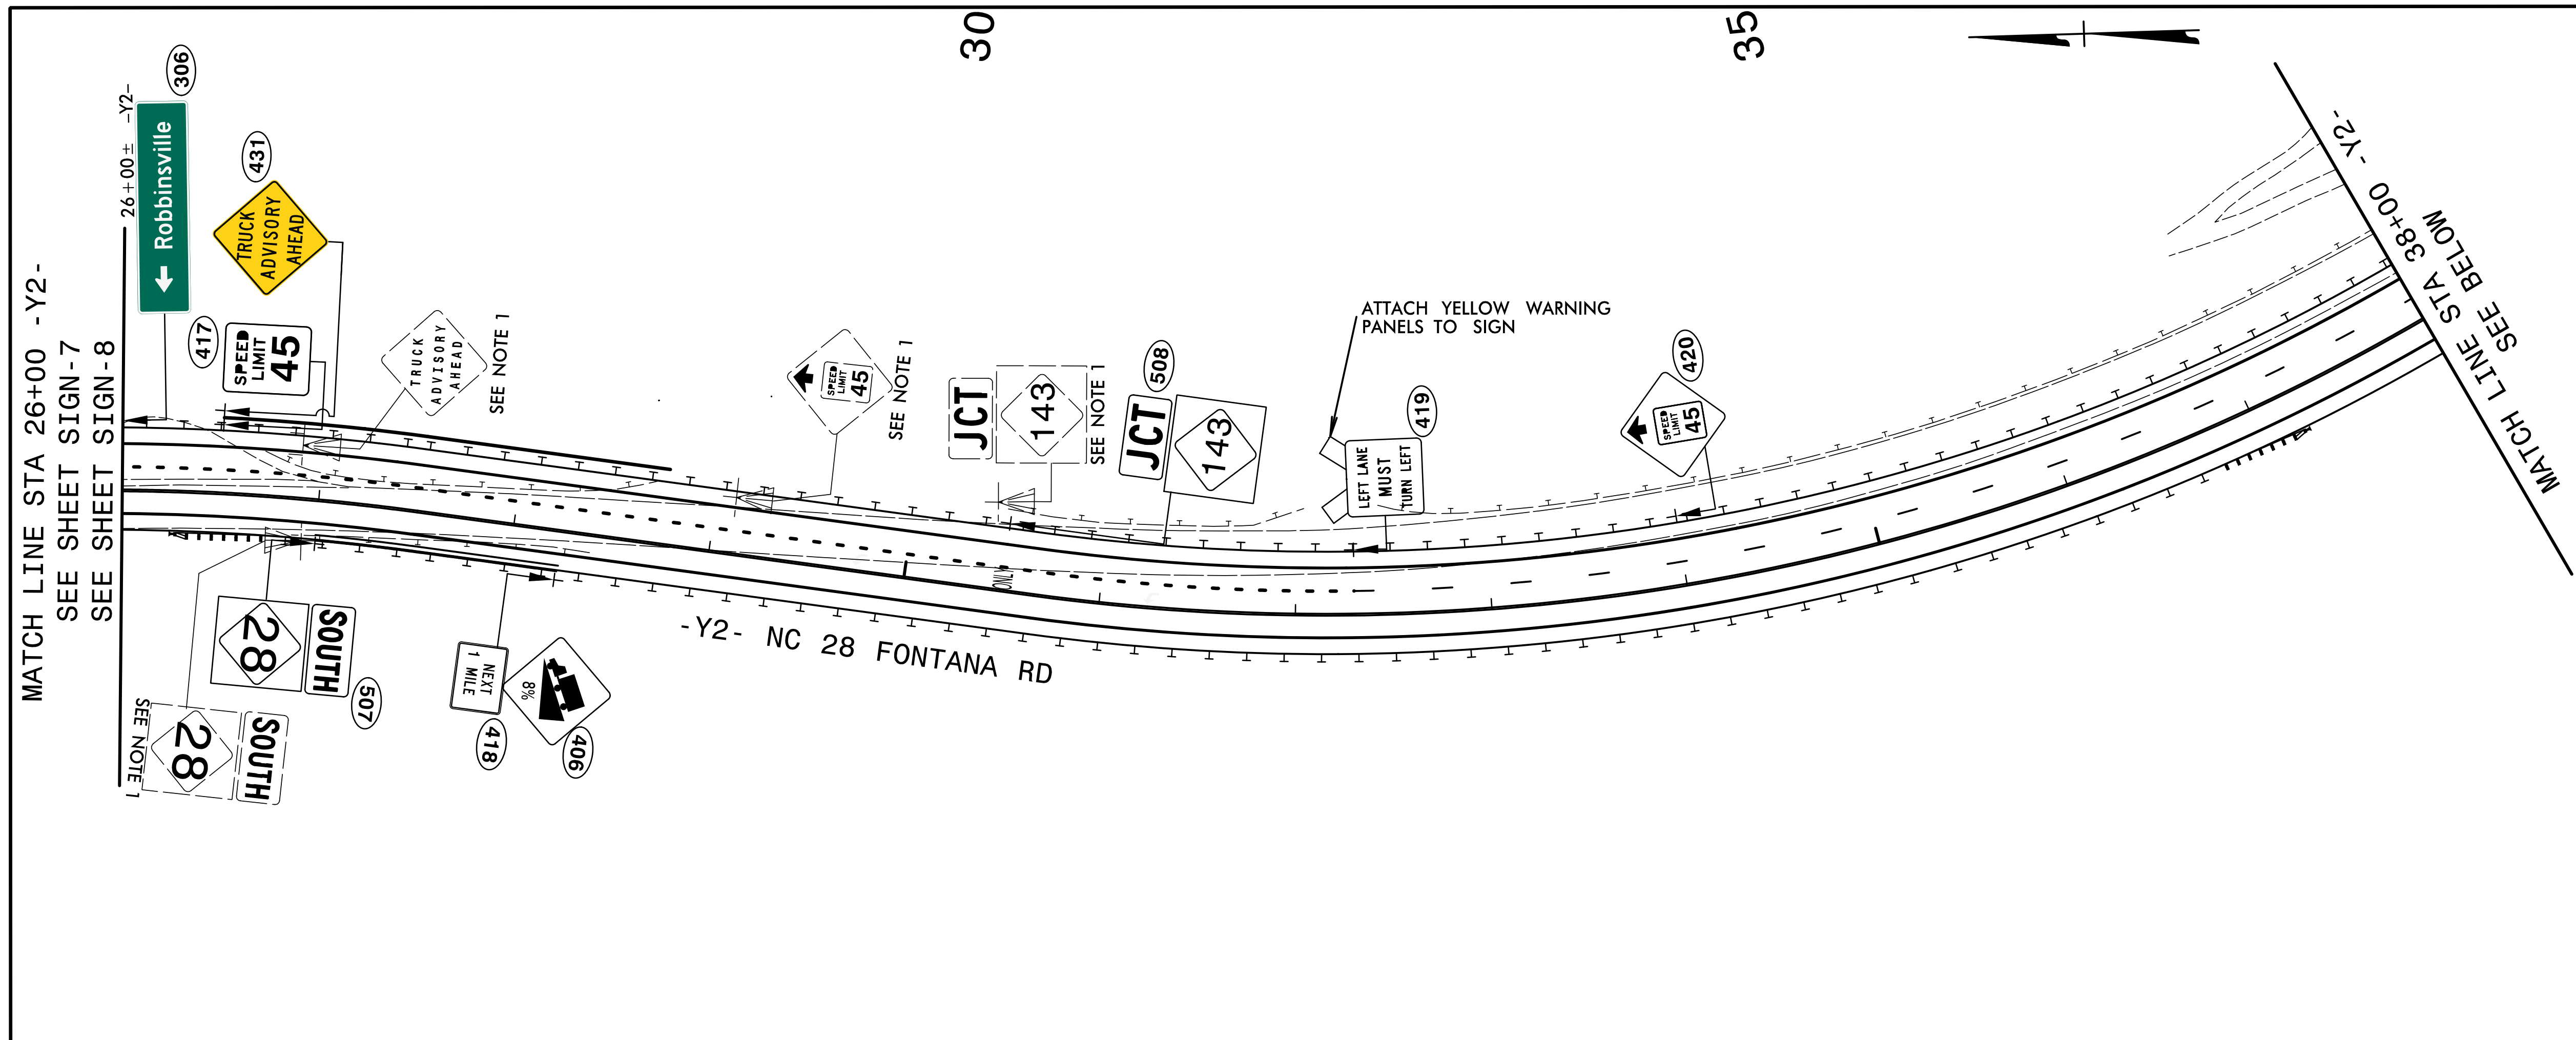 30
35
MATCH LINE STA 26+00 -Y2-
SEE SHEET SIGN-7
SEE SHEET SIGN-8
26+00± -Y2-
306
Robbinsville
431
TRUCK
ADVISORY
AHEAD
417
SPEED
LIMIT
45
TRUCK
ADVISORY
AHEAD
SEE NOTE 1
SPEED
LIMIT
45
SEE NOTE 1
JCT
143
SEE NOTE 1
508
JCT
143
ATTACH YELLOW WARNING
PANELS TO SIGN
419
LEFT LANE
MUST
TURN LEFT
420
SPEED
LIMIT
45
-Y2-
MATCH LINE STA 38+00
SEE BELOW
-Y2- NC 28 FONTANA RD
28
SOUTH
507
SEE NOTE 1
28
SOUTH
NEXT
1 MILE
418
8%
406